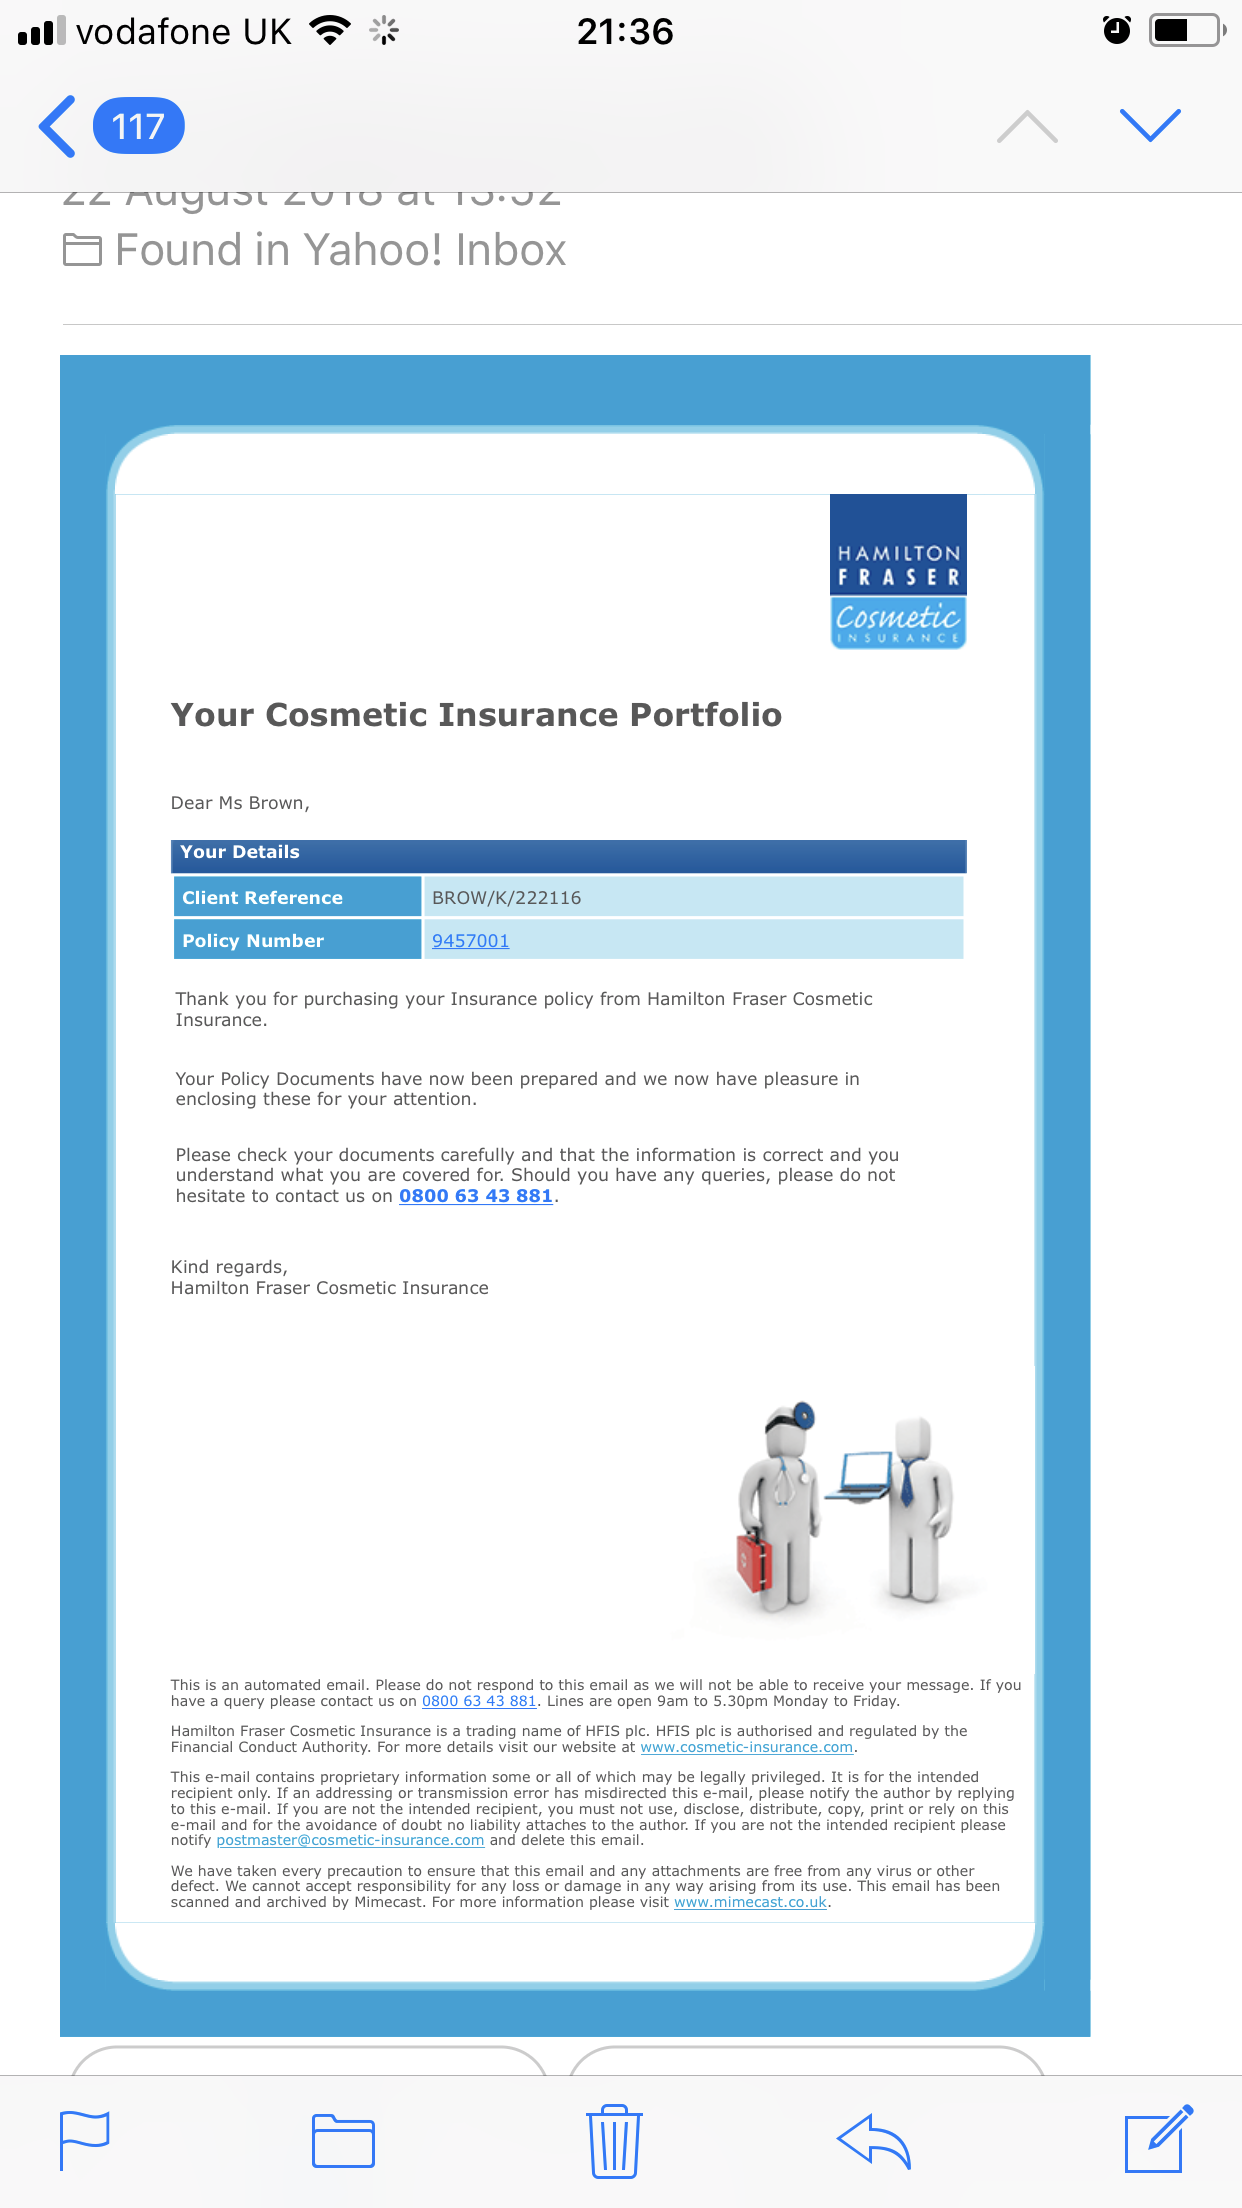 vodafone UK
21:36
117
22 August 2018 at 13:52
Found in Yahoo! Inbox
HAMILTON
FRASER
Cosmetic
INSURANCE
Your Cosmetic Insurance Portfolio
Dear Ms Brown,
Your Details
Client Reference BROW/K/222116
Policy Number 9457001
Thank you for purchasing your Insurance policy from Hamilton Fraser Cosmetic
Insurance.
Your Policy Documents have now been prepared and we now have pleasure in
enclosing these for your attention.
Please check your documents carefully and that the information is correct and you
understand what you are covered for. Should you have any queries, please do not
hesitate to contact us on 0800 63 43 881.
Kind regards,
Hamilton Fraser Cosmetic Insurance
This is an automated email. Please do not respond to this email as we will not be able to receive your message. If you
have a query please contact us on 0800 63 43 881. Lines are open 9am to 5.30pm Monday to Friday.
Hamilton Fraser Cosmetic Insurance is a trading name of HFIS plc. HFIS plc is authorised and regulated by the
Financial Conduct Authority. For more details visit our website at www.cosmetic-insurance.com.
This e-mail contains proprietary information some or all of which may be legally privileged. It is for the intended
recipient only. If an addressing or transmission error has misdirected this e-mail, please notify the author by replying
to this e-mail. If you are not the intended recipient, you must not use, disclose, distribute, copy, print or rely on this
e-mail and for the avoidance of doubt no liability attaches to the author. If you are not the intended recipient please
notify postmaster@cosmetic-insurance.com and delete this email.
We have taken every precaution to ensure that this email and any attachments are free from any virus or other
defect. We cannot accept responsibility for any loss or damage in any way arising from its use. This email has been
scanned and archived by Mimecast. For more information please visit www.mimecast.co.uk.